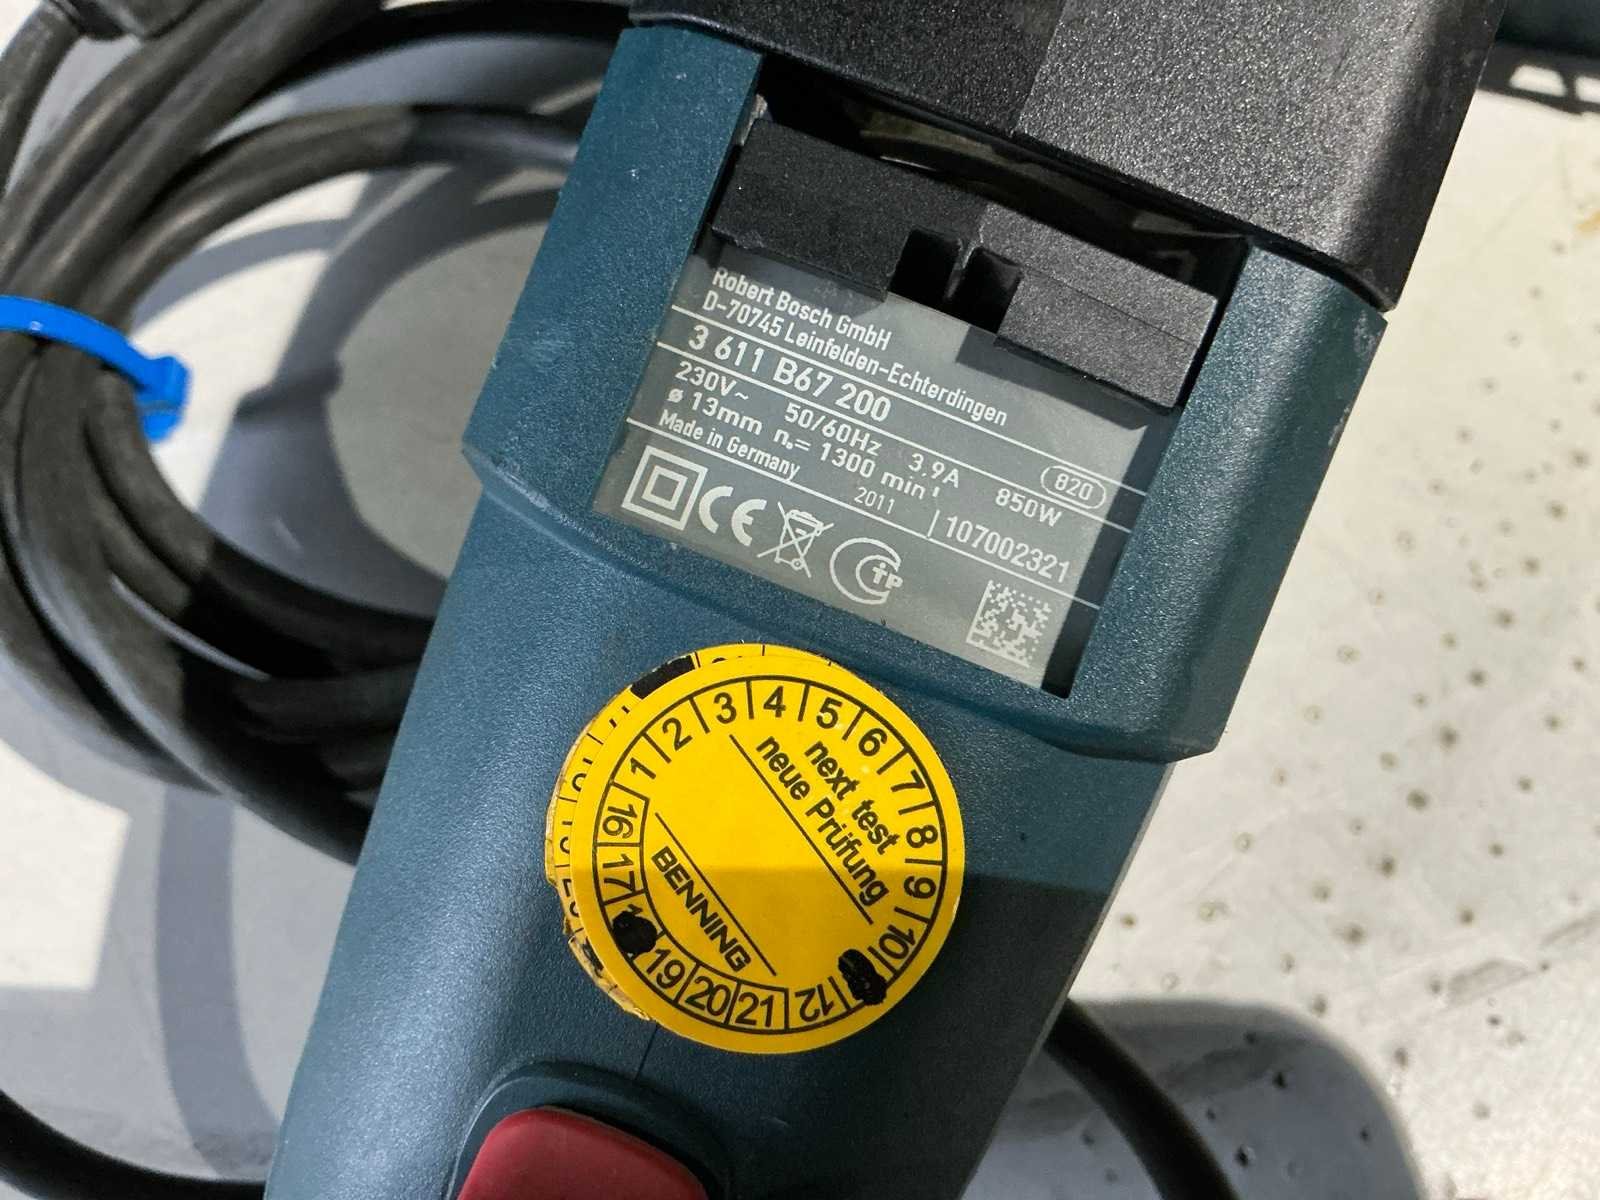 Robert Bosch GmbH
D-70745 Leinfelden-Echterdingen
3 611 B67 200
820
230V~ 50/60Hz 3,9A 850W
ø 13mm n₀= 1300 min⁻¹
Made in Germany 2011 107002321
CE
1 2 3 4 5 6 7 8 9 10 12
next test
neue Prüfung
BENNING
16 17 19 20 21